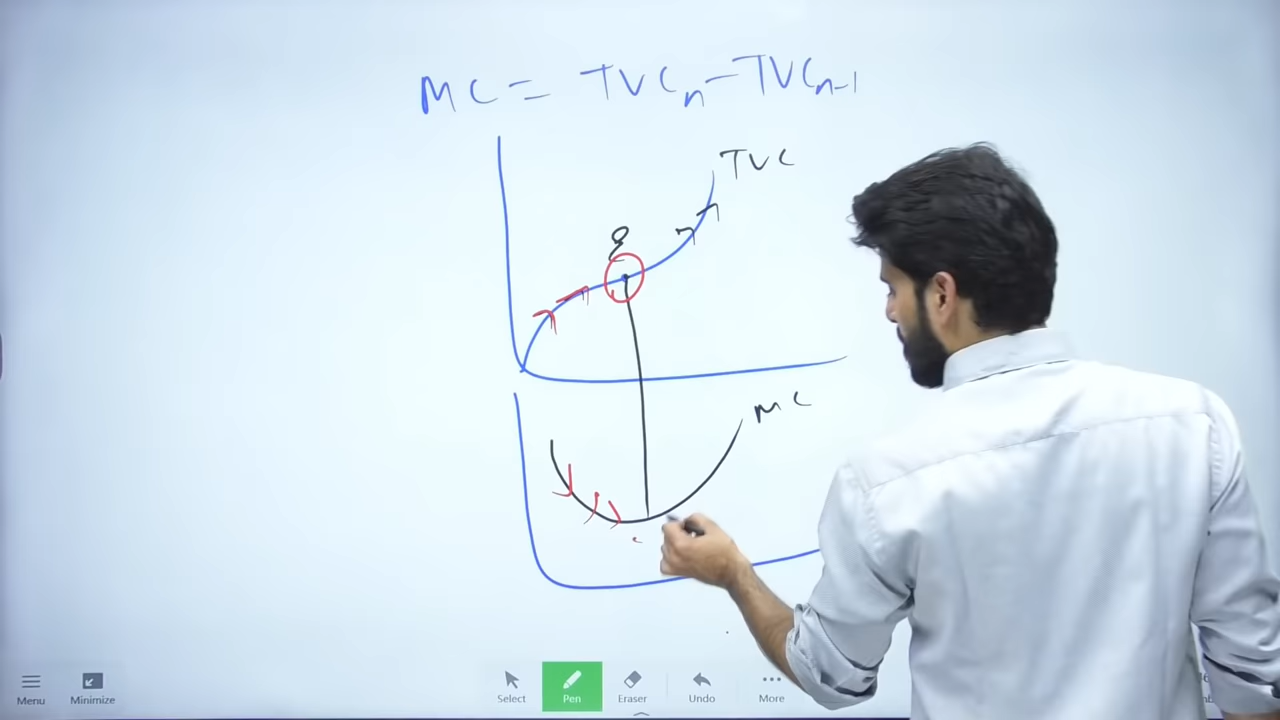 MC = TVCn - TVCn-1
TVC
MC
Menu
Minimize
Select
Pen
Eraser
Undo
More